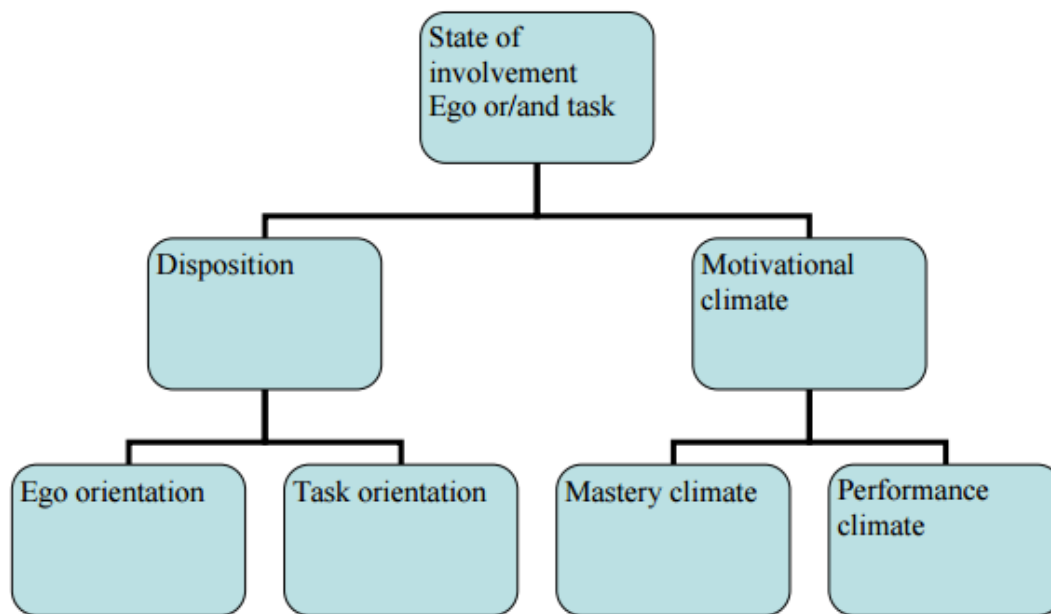 State of
involvement
Ego or/and task
Disposition
Motivational
climate
Ego orientation
Task orientation
Mastery climate
Performance
climate